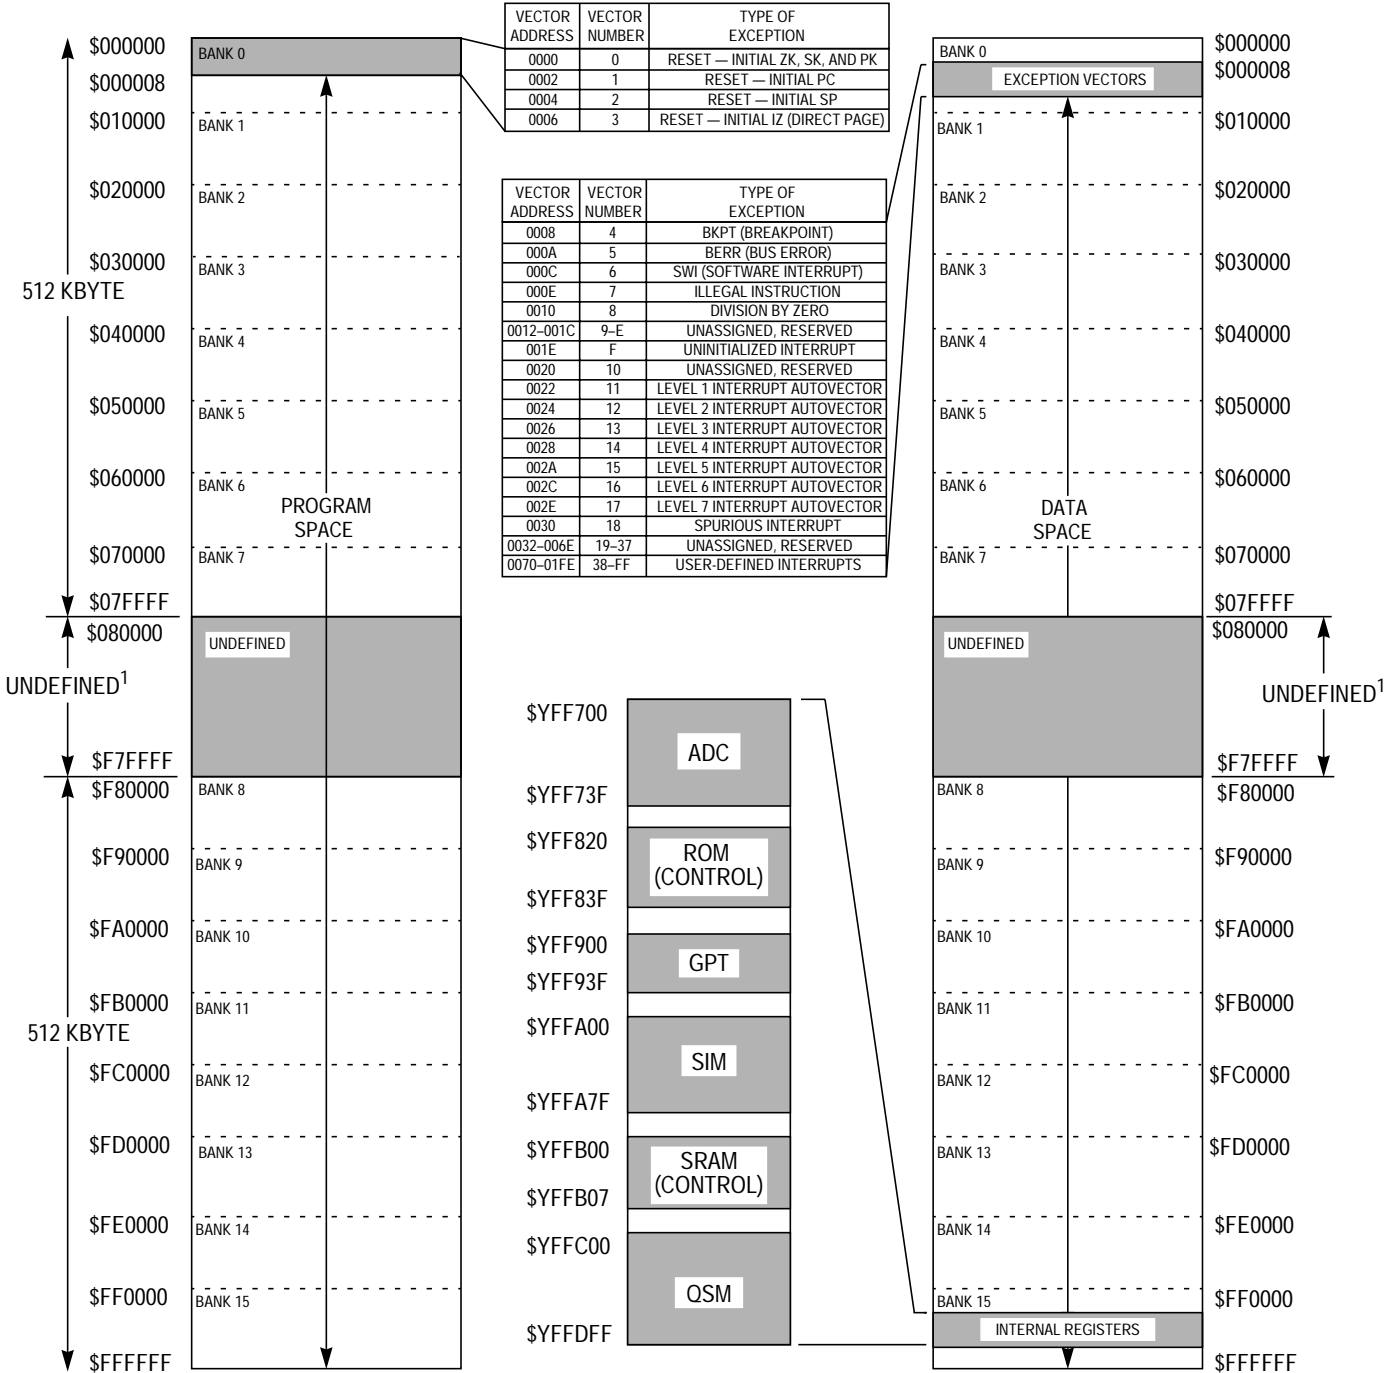 VECTOR ADDRESS VECTOR NUMBER TYPE OF EXCEPTION
0000 0 RESET — INITIAL ZK, SK, AND PK
0002 1 RESET — INITIAL PC
0004 2 RESET — INITIAL SP
0006 3 RESET — INITIAL IZ (DIRECT PAGE)
VECTOR ADDRESS VECTOR NUMBER TYPE OF EXCEPTION
0008 4 BKPT (BREAKPOINT)
000A 5 BERR (BUS ERROR)
000C 6 SWI (SOFTWARE INTERRUPT)
000E 7 ILLEGAL INSTRUCTION
0010 8 DIVISION BY ZERO
0012–001C 9–E UNASSIGNED, RESERVED
001E F UNINITIALIZED INTERRUPT
0020 10 UNASSIGNED, RESERVED
0022 11 LEVEL 1 INTERRUPT AUTOVECTOR
0024 12 LEVEL 2 INTERRUPT AUTOVECTOR
0026 13 LEVEL 3 INTERRUPT AUTOVECTOR
0028 14 LEVEL 4 INTERRUPT AUTOVECTOR
002A 15 LEVEL 5 INTERRUPT AUTOVECTOR
002C 16 LEVEL 6 INTERRUPT AUTOVECTOR
002E 17 LEVEL 7 INTERRUPT AUTOVECTOR
0030 18 SPURIOUS INTERRUPT
0032–006E 19–37 UNASSIGNED, RESERVED
0070–01FE 38–FF USER-DEFINED INTERRUPTS
$000000 BANK 0
$000008
$010000 BANK 1
$020000 BANK 2
$030000 BANK 3
512 KBYTE
$040000 BANK 4
$050000 BANK 5
$060000 BANK 6
PROGRAM
SPACE
$070000 BANK 7
$07FFFF
$080000 UNDEFINED
UNDEFINED1
$F7FFFF
$F80000 BANK 8
$F90000 BANK 9
$FA0000 BANK 10
$FB0000 BANK 11
512 KBYTE
$FC0000 BANK 12
$FD0000 BANK 13
$FE0000 BANK 14
$FF0000 BANK 15
$FFFFFF
$YFF700
ADC
$YFF73F
$YFF820
ROM
(CONTROL)
$YFF83F
$YFF900
GPT
$YFF93F
$YFFA00
SIM
$YFFA7F
$YFFB00
SRAM
(CONTROL)
$YFFB07
$YFFC00
QSM
$YFFDFF
BANK 0 $000000
EXCEPTION VECTORS $000008
BANK 1 $010000
BANK 2 $020000
BANK 3 $030000
BANK 4 $040000
BANK 5 $050000
BANK 6 $060000
DATA
SPACE
BANK 7 $070000
$07FFFF
UNDEFINED $080000
UNDEFINED1
$F7FFFF
BANK 8 $F80000
BANK 9 $F90000
BANK 10 $FA0000
BANK 11 $FB0000
BANK 12 $FC0000
BANK 13 $FD0000
BANK 14 $FE0000
BANK 15 $FF0000
INTERNAL REGISTERS
$FFFFFF